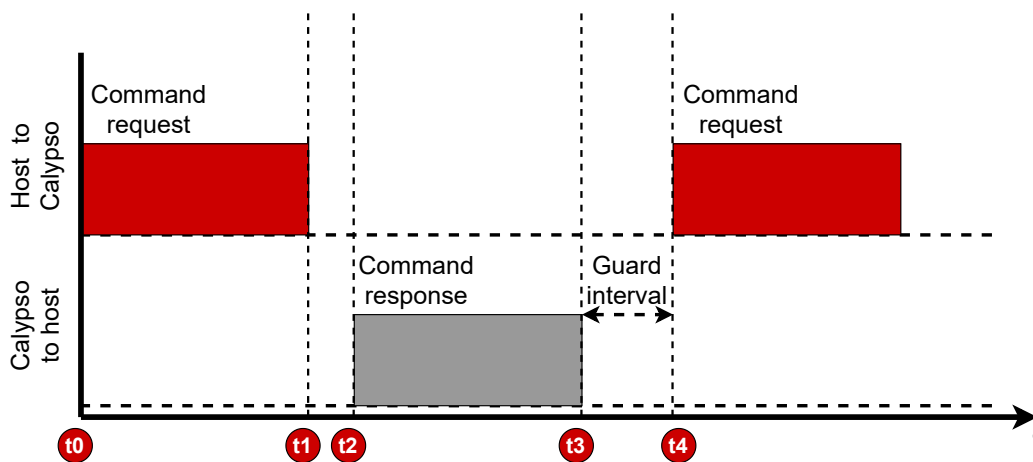 Command
request
Command
request
Host to
Calypso
Command
response
Guard
interval
Calypso
to host
t0
t1
t2
t3
t4